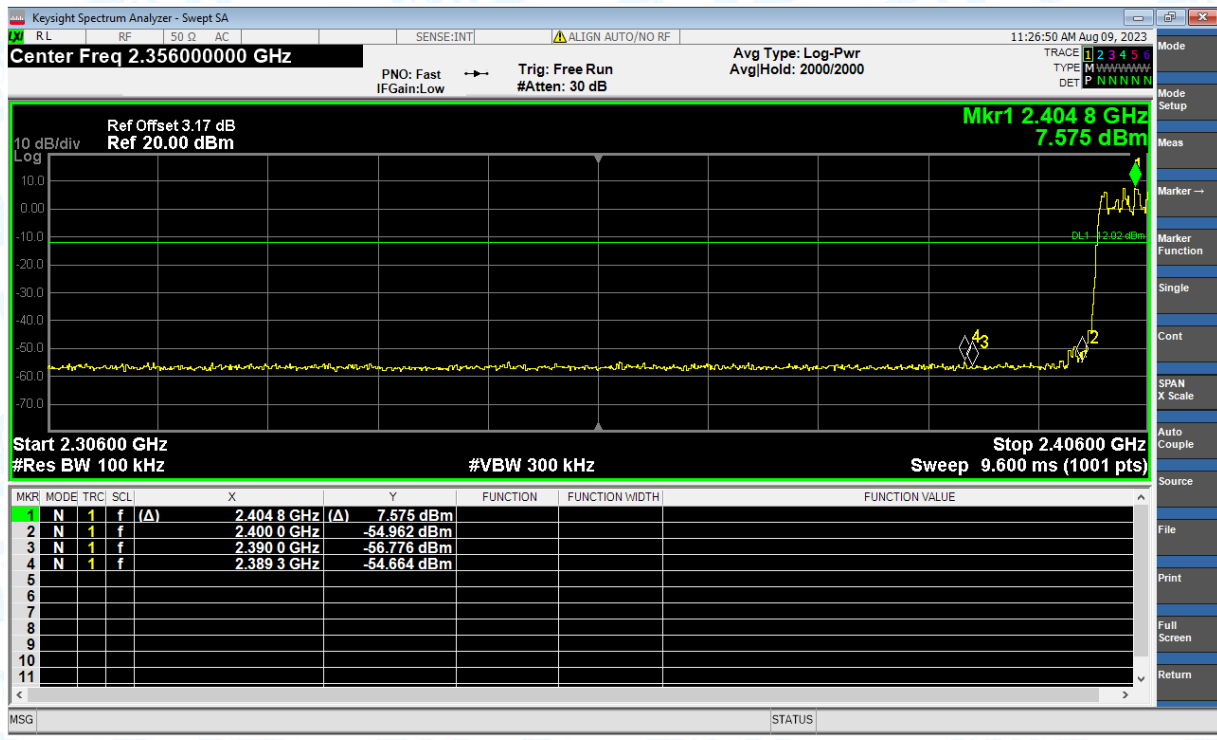 Keysight Spectrum Analyzer - Swept SA
RL RF 50 Ω AC SENSE:INT ALIGN AUTO/NO RF 11:26:50 AM Aug 09, 2023
Center Freq 2.356000000 GHz
PNO: Fast
IFGain:Low
Trig: Free Run
#Atten: 30 dB
Avg Type: Log-Pwr
Avg|Hold: 2000/2000
TRACE 1 2 3 4 5 6
TYPE M W W W W W
DET P N N N N N
Ref Offset 3.17 dB
10 dB/div Ref 20.00 dBm
Log
Mkr1 2.404 8 GHz
7.575 dBm
10.0
0.00
-10.0
-20.0
-30.0
-40.0
-50.0
-60.0
-70.0
1
DL1 -12.02 dBm
4 3 2
Start 2.30600 GHz Stop 2.40600 GHz
#Res BW 100 kHz #VBW 300 kHz Sweep 9.600 ms (1001 pts)
MKR MODE TRC SCL X Y FUNCTION FUNCTION WIDTH FUNCTION VALUE
1 N 1 f (Δ) 2.404 8 GHz (Δ) 7.575 dBm
2 N 1 f 2.400 0 GHz -54.962 dBm
3 N 1 f 2.390 0 GHz -56.776 dBm
4 N 1 f 2.389 3 GHz -54.664 dBm
5
6
7
8
9
10
11
MSG STATUS
Mode
Mode
Setup
Meas
Marker →
Marker
Function
Single
Cont
SPAN
X Scale
Auto
Couple
Source
File
Print
Full
Screen
Return